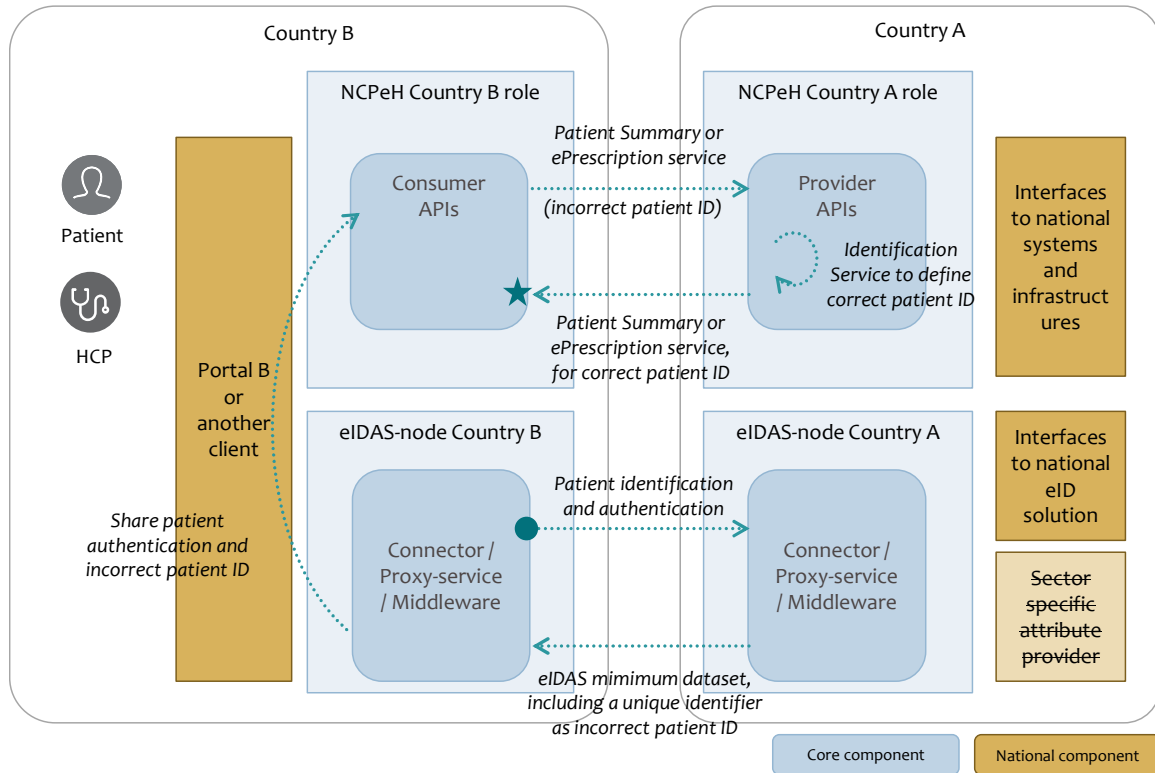 Country B
Country A
NCPeH Country B role
NCPeH Country A role
Patient
HCP
Portal B
or
another
client
Consumer
APIs
Patient Summary or
ePrescription service
(incorrect patient ID)
Provider
APIs
Identification
Service to define
correct patient ID
Patient Summary or
ePrescription service,
for correct patient ID
Interfaces
to national
systems
and
infrastruct
ures
eIDAS-node Country B
eIDAS-node Country A
Share patient
authentication and
incorrect patient ID
Connector /
Proxy-service
/ Middleware
Patient identification
and authentication
Connector /
Proxy-service
/ Middleware
eIDAS mimimum dataset,
including a unique identifier
as incorrect patient ID
Interfaces
to national
eID
solution
Sector
specific
attribute
provider
Core component
National component